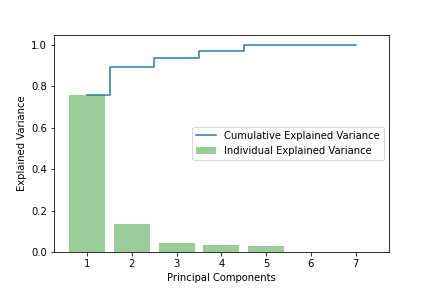 1.0
0.8
0.6
0.4
0.2
0.0
Explained Variance
Cumulative Explained Variance
Individual Explained Variance
1 2 3 4 5 6 7
Principal Components